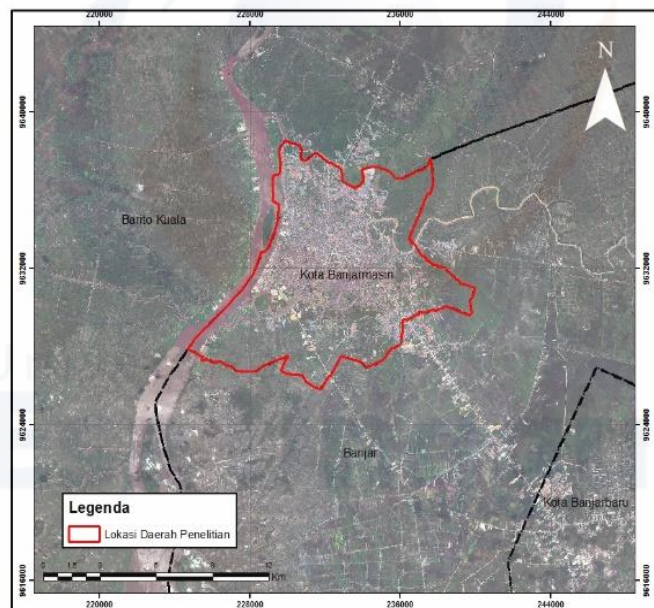 220000 228000 236000 244000
N
9640000 9640000
Barito Kuala
9632000 9632000
Kota Banjarmasin
9624000 9624000
Banjar
Kota Banjarbaru
Legenda
Lokasi Daerah Penelitian
Km
9616000 9616000
220000 228000 236000 244000